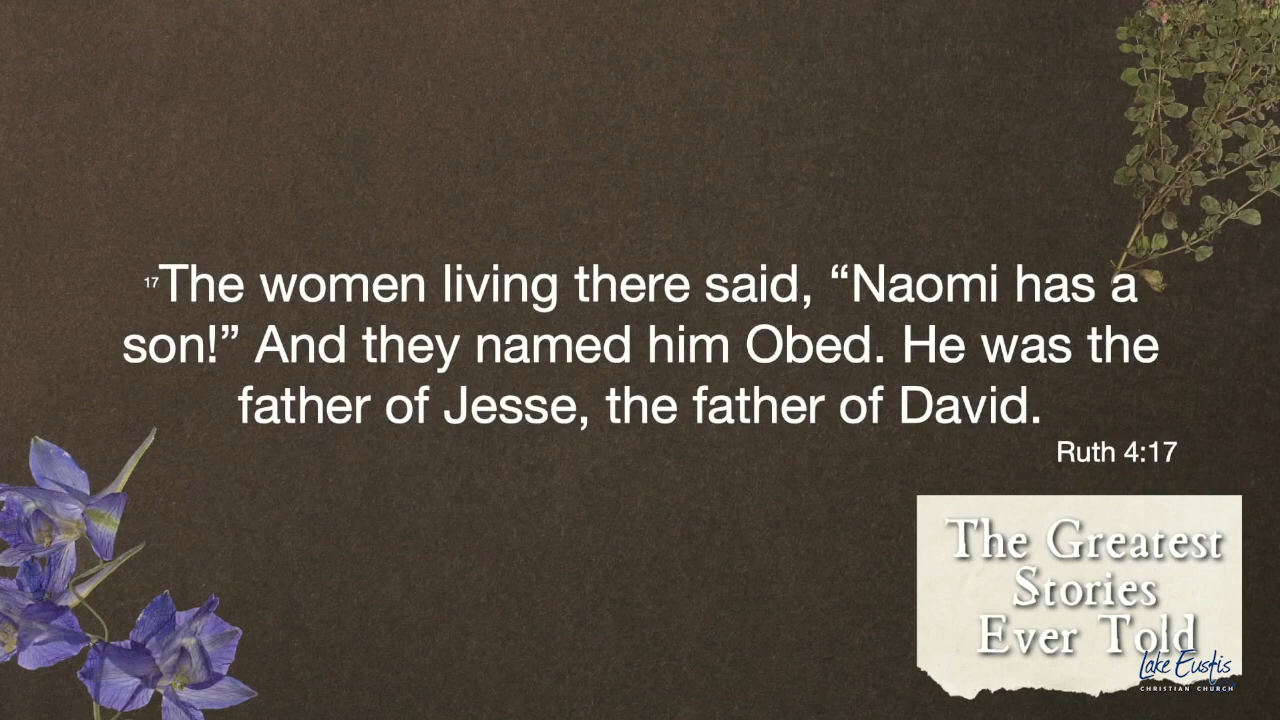 17The women living there said, “Naomi has a
son!” And they named him Obed. He was the
father of Jesse, the father of David.
Ruth 4:17
The Greatest
Stories
Ever Told
Lake Eustis
CHRISTIAN CHURCH